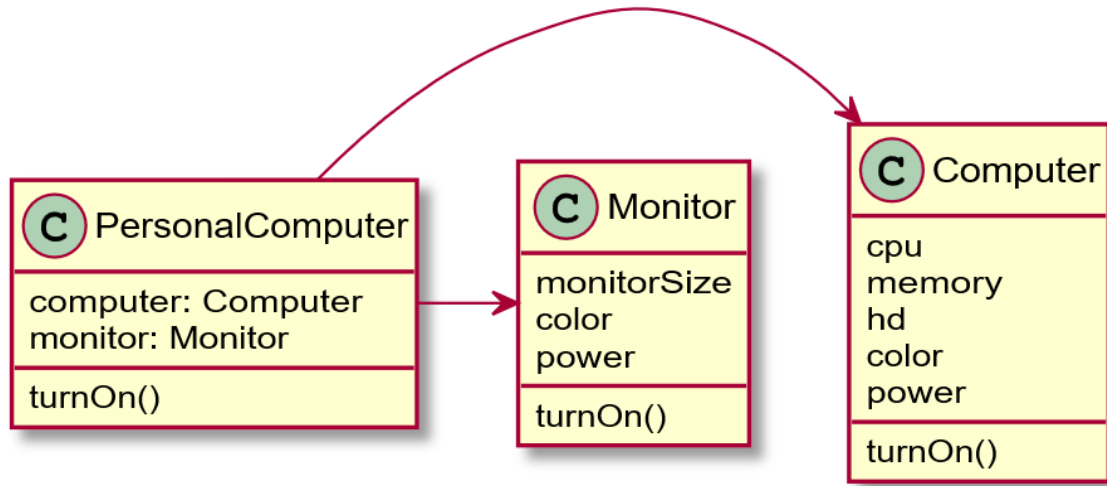 C PersonalComputer
computer: Computer
monitor: Monitor
turnOn()
C Monitor
monitorSize
color
power
turnOn()
C Computer
cpu
memory
hd
color
power
turnOn()